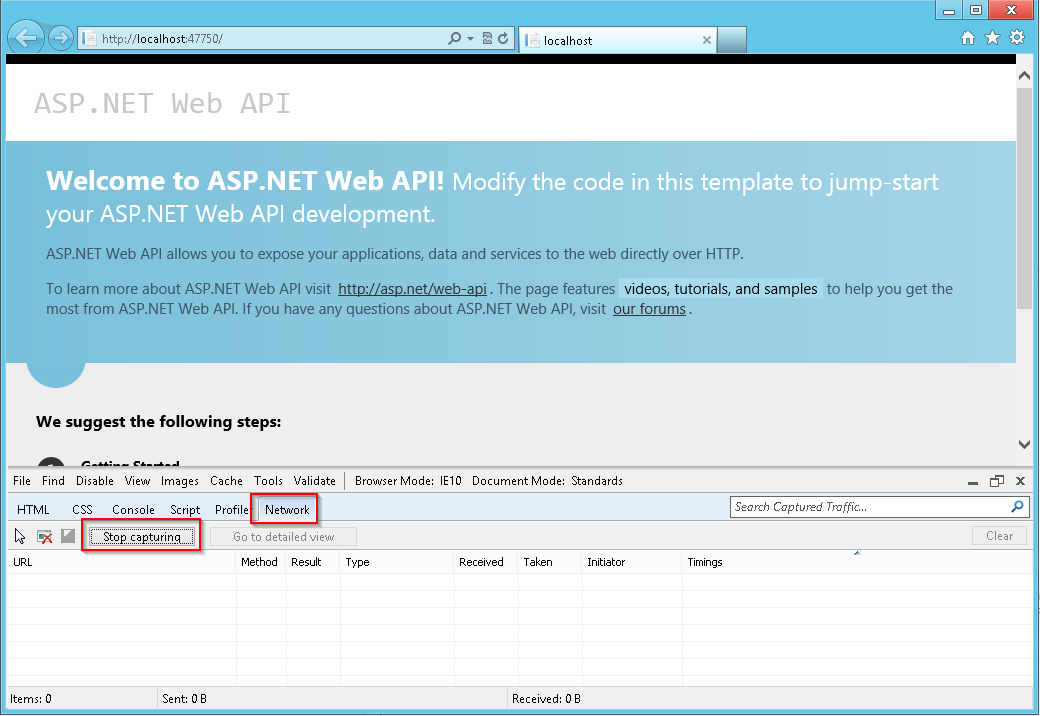 http://localhost:47750/
localhost
ASP.NET Web API
Welcome to ASP.NET Web API! Modify the code in this template to jump-start
your ASP.NET Web API development.
ASP.NET Web API allows you to expose your applications, data and services to the web directly over HTTP.
To learn more about ASP.NET Web API visit http://asp.net/web-api. The page features videos, tutorials, and samples to help you get the
most from ASP.NET Web API. If you have any questions about ASP.NET Web API, visit our forums.
We suggest the following steps:
Getting Started
File Find Disable View Images Cache Tools Validate Browser Mode: IE10 Document Mode: Standards
HTML CSS Console Script Profiler Network Search Captured Traffic...
Stop capturing Go to detailed view Clear
URL Method Result Type Received Taken Initiator Timings
Items: 0 Sent: 0 B Received: 0 B